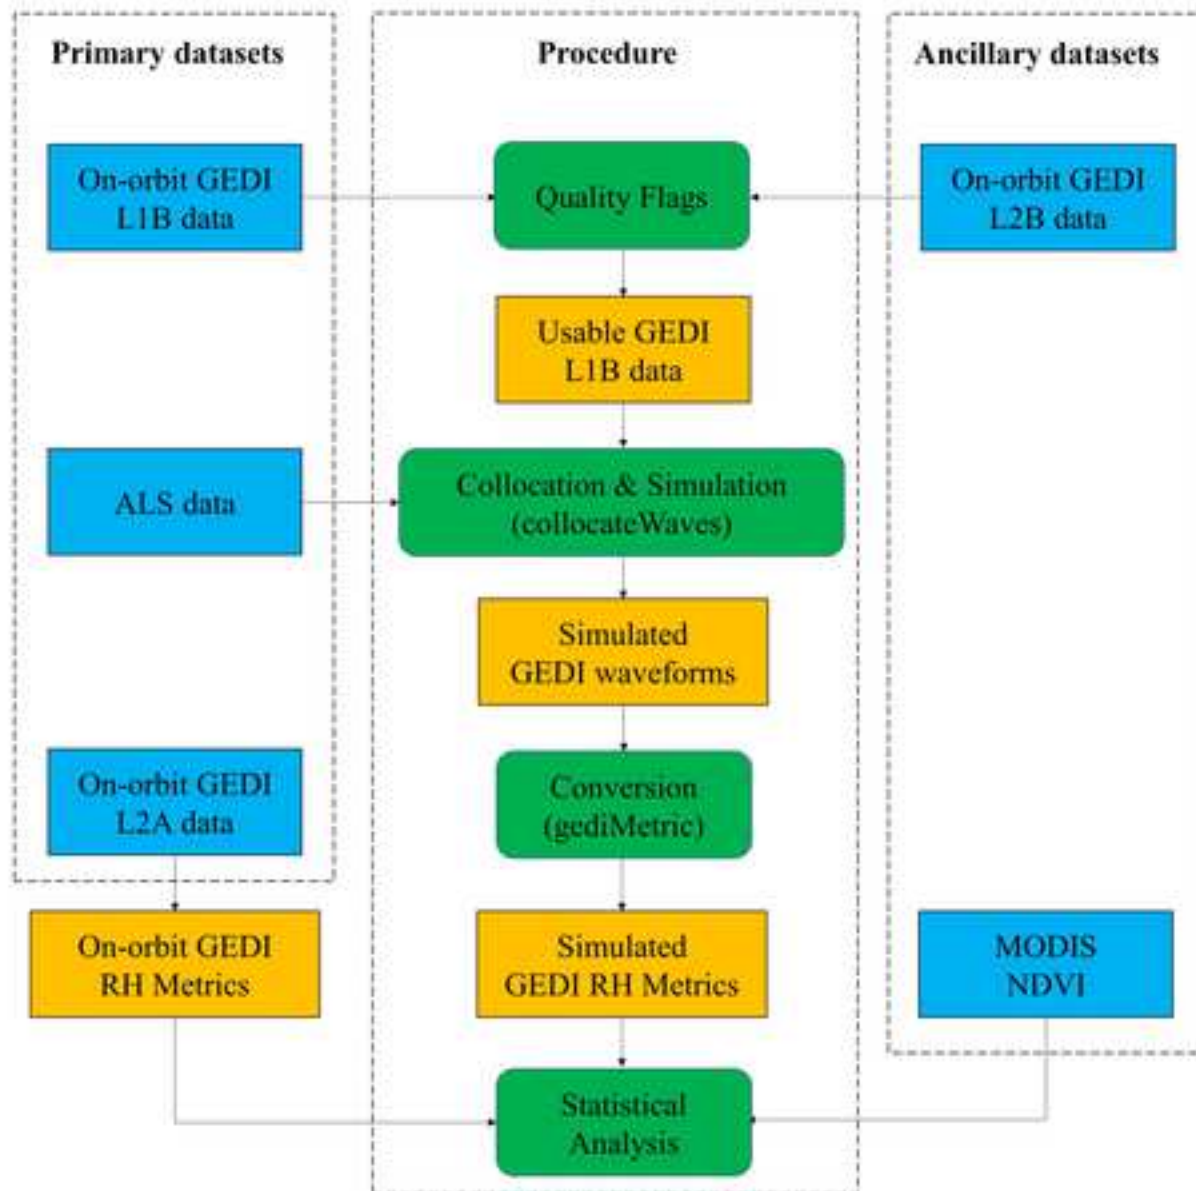 Primary datasets
Procedure
Ancillary datasets
On-orbit GEDI
L1B data
Quality Flags
On-orbit GEDI
L2B data
Usable GEDI
L1B data
ALS data
Collocation & Simulation
(collocateWaves)
Simulated
GEDI waveforms
On-orbit GEDI
L2A data
Conversion
(gediMetric)
On-orbit GEDI
RH Metrics
Simulated
GEDI RH Metrics
MODIS
NDVI
Statistical
Analysis